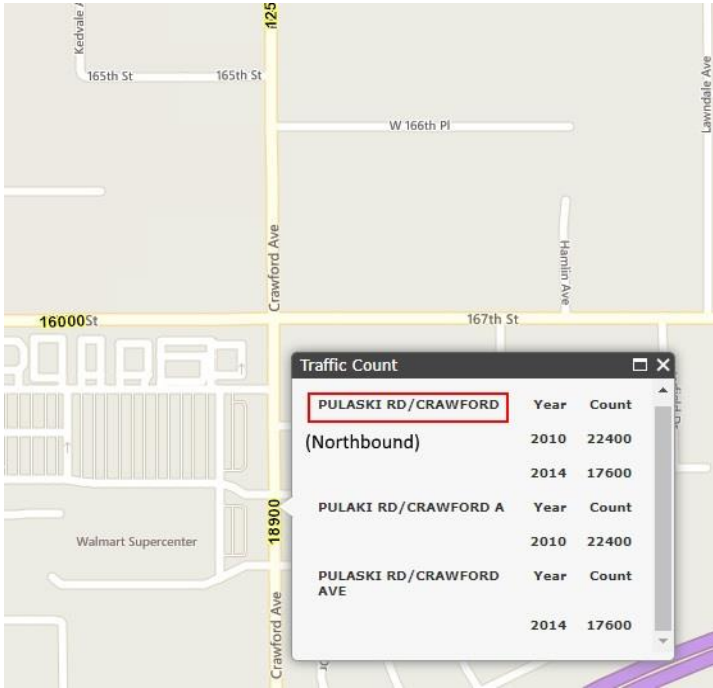 Kedvale
125
Lawndale Ave
165th St
165th St
W 166th Pl
Crawford Ave
Hamlin Ave
16000St
167th St
Traffic Count
PULASKI RD/CRAWFORD Year Count
(Northbound) 2010 22400
2014 17600
PULAKI RD/CRAWFORD A Year Count
2010 22400
PULASKI RD/CRAWFORD Year Count
AVE
2014 17600
18900
Walmart Supercenter
Crawford Ave